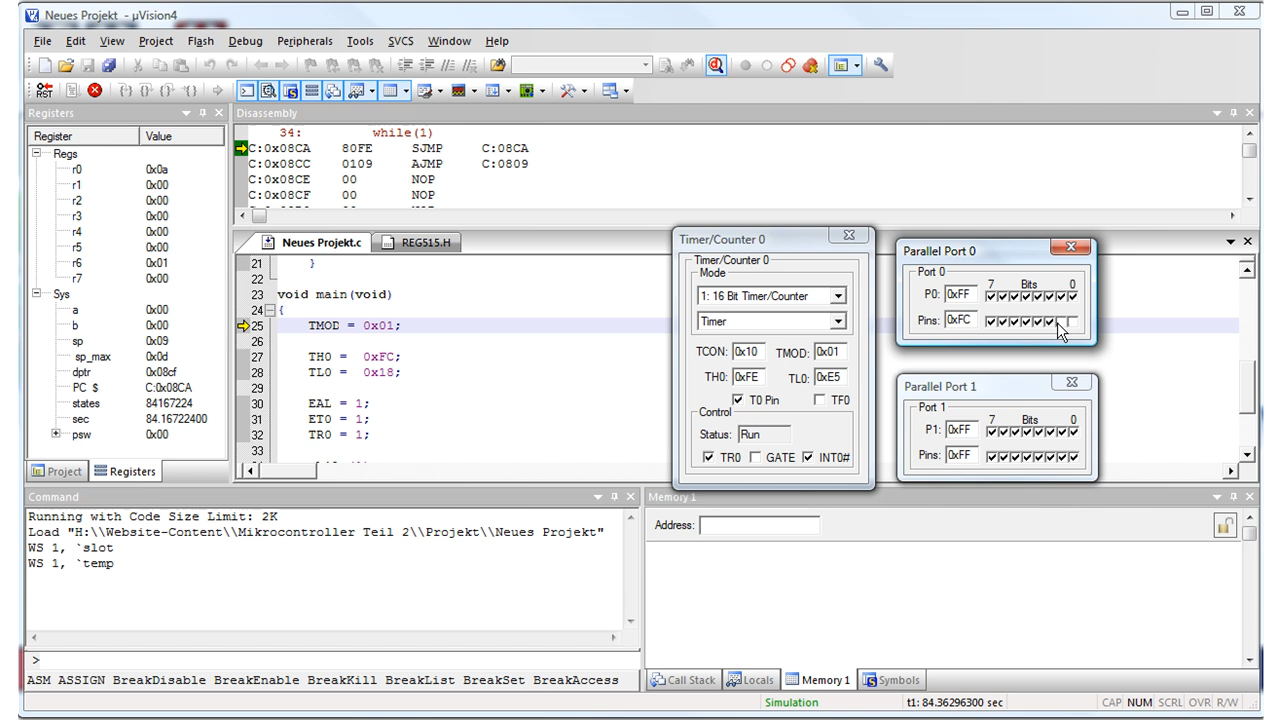 Neues Projekt - µVision4
File Edit View Project Flash Debug Peripherals Tools SVCS Window Help
RST
Registers
Register Value
Regs
r0 0x0a
r1 0x00
r2 0x00
r3 0x00
r4 0x00
r5 0x00
r6 0x01
r7 0x00
Sys
a 0x00
b 0x00
sp 0x09
sp_max 0x0d
dptr 0x08cf
PC $ C:0x08CA
states 84167224
sec 84.16722400
psw 0x00
Project Registers
Disassembly
34: while(1)
C:0x08CA 80FE SJMP C:08CA
C:0x08CC 0109 AJMP C:0809
C:0x08CE 00 NOP
C:0x08CF 00 NOP
Neues Projekt.c REG515.H
21 }
22
23 void main(void)
24 {
25 TMOD = 0x01;
26
27 TH0 = 0xFC;
28 TL0 = 0x18;
29
30 EAL = 1;
31 ET0 = 1;
32 TR0 = 1;
33
Timer/Counter 0
Timer/Counter 0
Mode
1: 16 Bit Timer/Counter
Timer
TCON: 0x10 TMOD: 0x01
TH0: 0xFE TL0: 0xE5
T0 Pin TF0
Control
Status: Run
TR0 GATE INT0#
Parallel Port 0
Port 0
7 Bits 0
P0: 0xFF
Pins: 0xFC
Parallel Port 1
Port 1
7 Bits 0
P1: 0xFF
Pins: 0xFF
Command
Running with Code Size Limit: 2K
Load "H:\\Website-Content\\Mikrocontroller Teil 2\\Projekt\\Neues Projekt"
WS 1, `slot
WS 1, `temp
>
ASM ASSIGN BreakDisable BreakEnable BreakKill BreakList BreakSet BreakAccess
Memory 1
Address:
Call Stack Locals Memory 1 Symbols
Simulation t1: 84.36296300 sec CAP NUM SCRL OVR R/W